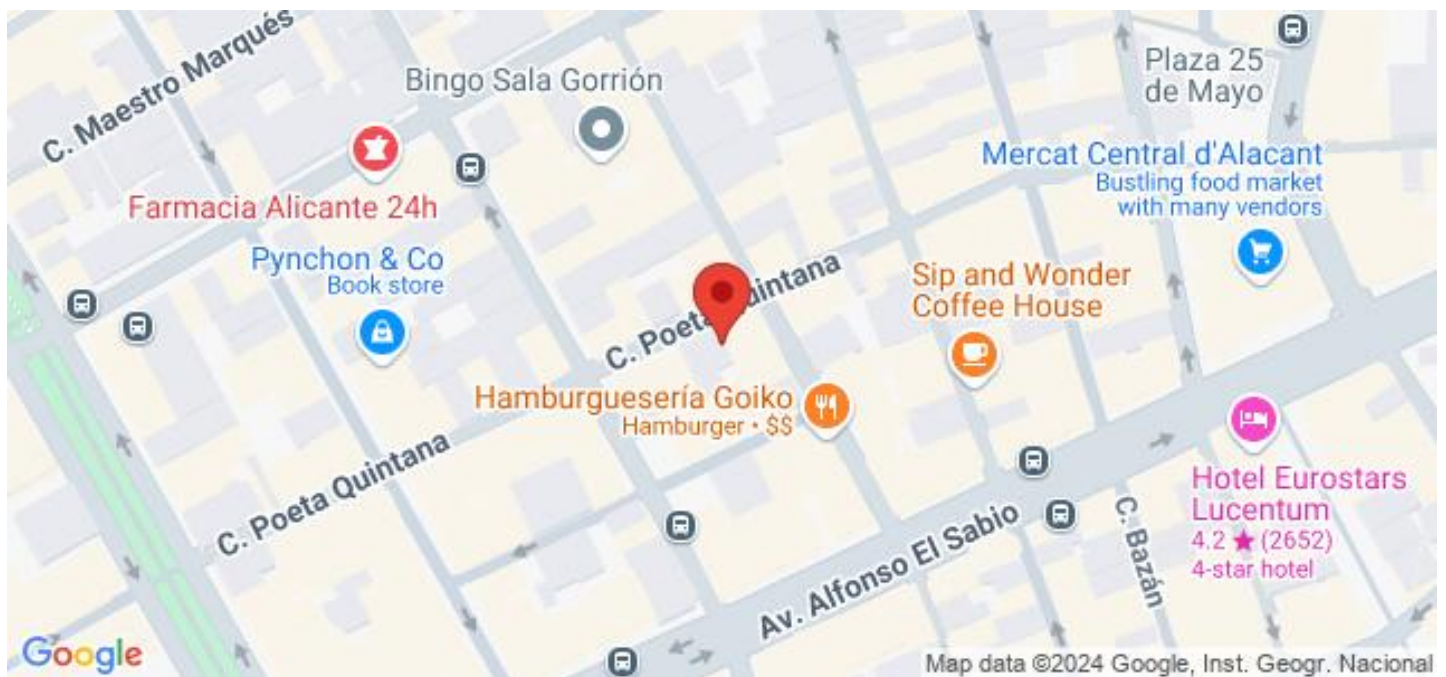 C. Maestro Marqués
Bingo Sala Gorrión
Plaza 25
de Mayo
Mercat Central d'Alacant
Bustling food market
with many vendors
Farmacia Alicante 24h
Pynchon & Co
Book store
C. Poeta Quintana
Sip and Wonder
Coffee House
Hamburguesería Goiko
Hamburger • $$
C. Poeta Quintana
Hotel Eurostars
Lucentum
4.2 ★ (2652)
4-star hotel
Av. Alfonso El Sabio
C. Bazán
Google
Map data ©2024 Google, Inst. Geogr. Nacional